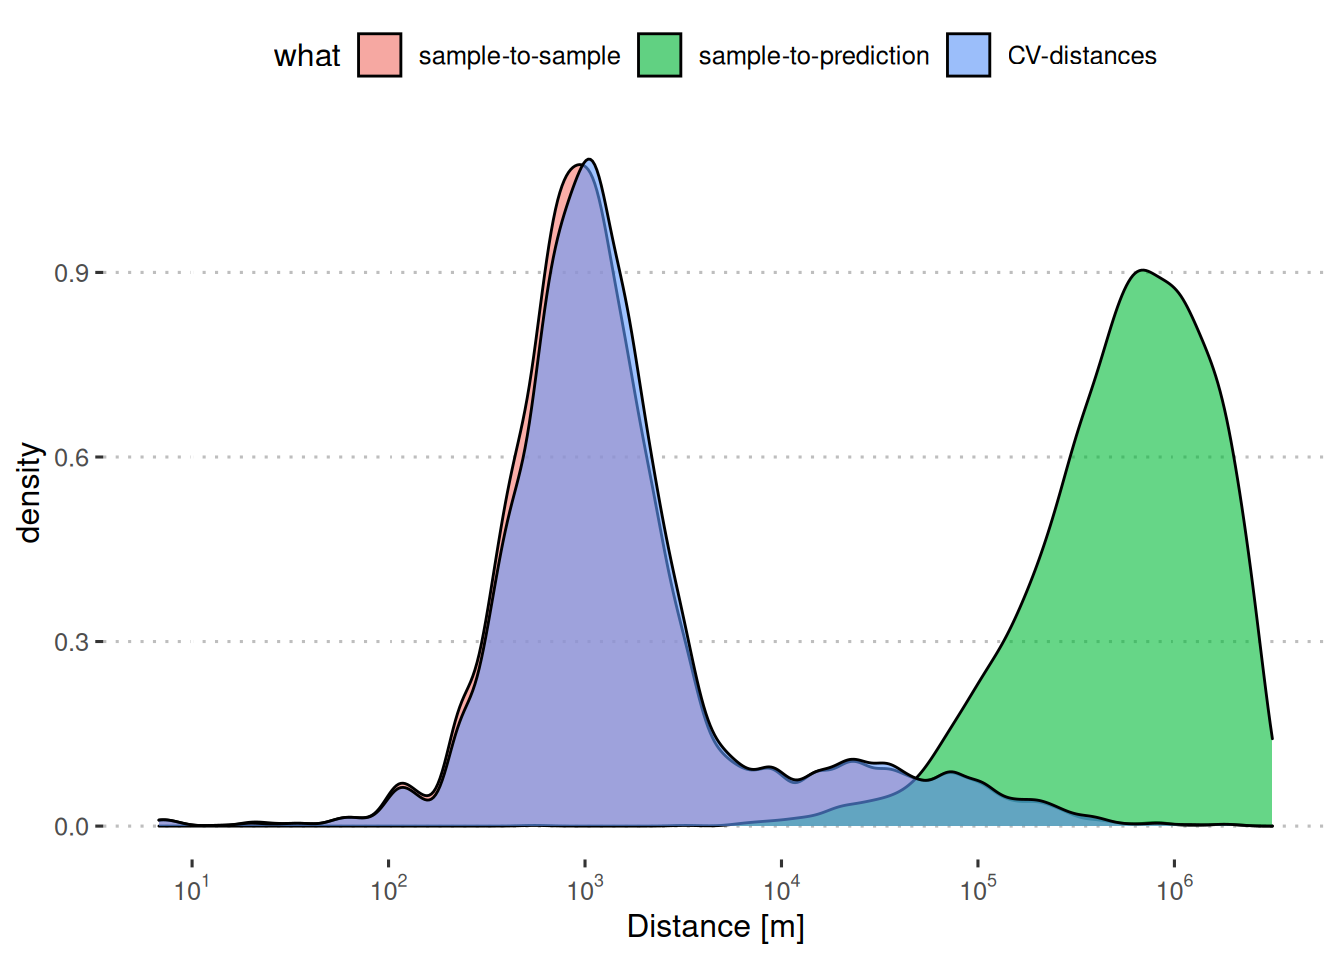 what sample-to-sample sample-to-prediction CV-distances
density
0.9
0.6
0.3
0.0
10¹ 10² 10³ 10⁴ 10⁵ 10⁶
Distance [m]